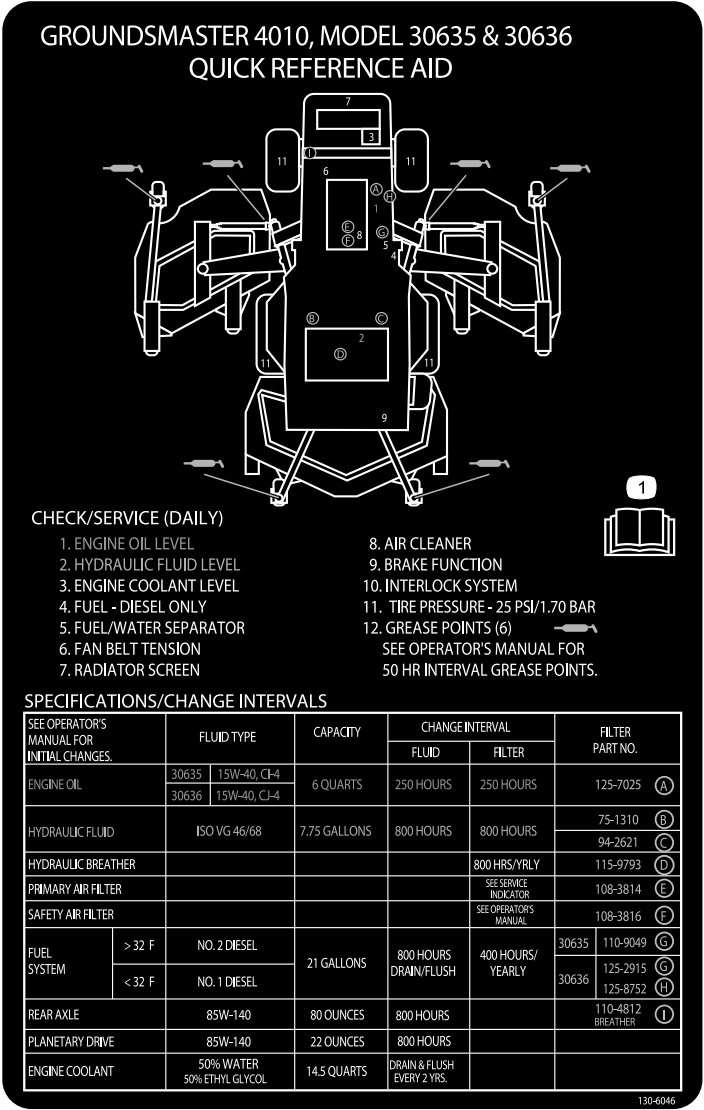 GROUNDSMASTER 4010, MODEL 30635 & 30636
QUICK REFERENCE AID
7
3
11
I
11
6
A
H
1
E
G
F
8
5
4
B
C
2
D
11
11
9
1
CHECK/SERVICE (DAILY)
1. ENGINE OIL LEVEL
2. HYDRAULIC FLUID LEVEL
3. ENGINE COOLANT LEVEL
4. FUEL - DIESEL ONLY
5. FUEL/WATER SEPARATOR
6. FAN BELT TENSION
7. RADIATOR SCREEN
8. AIR CLEANER
9. BRAKE FUNCTION
10. INTERLOCK SYSTEM
11. TIRE PRESSURE - 25 PSI/1.70 BAR
12. GREASE POINTS (6)
SEE OPERATOR'S MANUAL FOR
50 HR INTERVAL GREASE POINTS.
SPECIFICATIONS/CHANGE INTERVALS
SEE OPERATOR'S
MANUAL FOR
INITIAL CHANGES.
FLUID TYPE
CAPACITY
CHANGE INTERVAL
FLUID
FILTER
FILTER
PART NO.
ENGINE OIL
30635 15W-40, CI-4
30636 15W-40, CJ-4
6 QUARTS
250 HOURS
250 HOURS
125-7025 A
HYDRAULIC FLUID
ISO VG 46/68
7.75 GALLONS
800 HOURS
800 HOURS
75-1310 B
94-2621 C
HYDRAULIC BREATHER
800 HRS/YRLY
115-9793 D
PRIMARY AIR FILTER
SEE SERVICE
INDICATOR
108-3814 E
SAFETY AIR FILTER
SEE OPERATOR'S
MANUAL
108-3816 F
FUEL
SYSTEM
> 32 F
NO. 2 DIESEL
< 32 F
NO. 1 DIESEL
21 GALLONS
800 HOURS
DRAIN/FLUSH
400 HOURS/
YEARLY
30635 110-9049 G
30636
125-2915 G
125-8752 H
REAR AXLE
85W-140
80 OUNCES
800 HOURS
110-4812 I
BREATHER
PLANETARY DRIVE
85W-140
22 OUNCES
800 HOURS
ENGINE COOLANT
50% WATER
50% ETHYL GLYCOL
14.5 QUARTS
DRAIN & FLUSH
EVERY 2 YRS.
130-6046